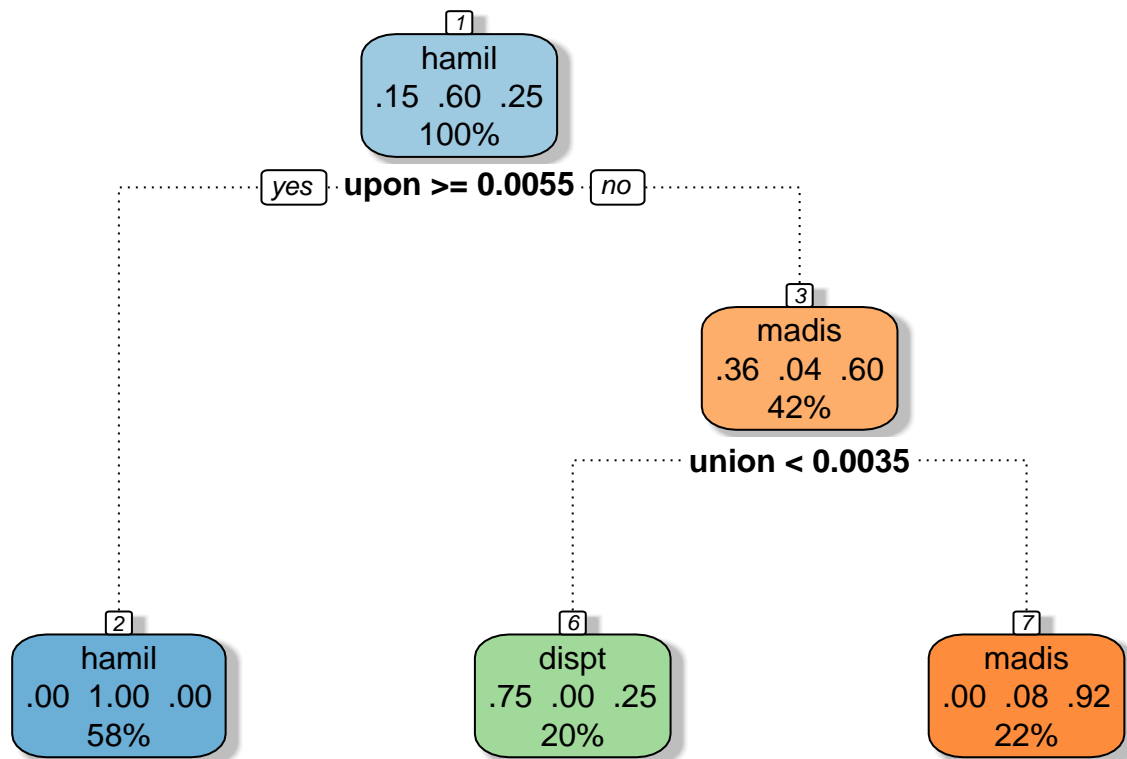 1
hamil
.15 .60 .25
100%
yes upon >= 0.0055 no
3
madis
.36 .04 .60
42%
union < 0.0035
2
hamil
.00 1.00 .00
58%
6
dispt
.75 .00 .25
20%
7
madis
.00 .08 .92
22%